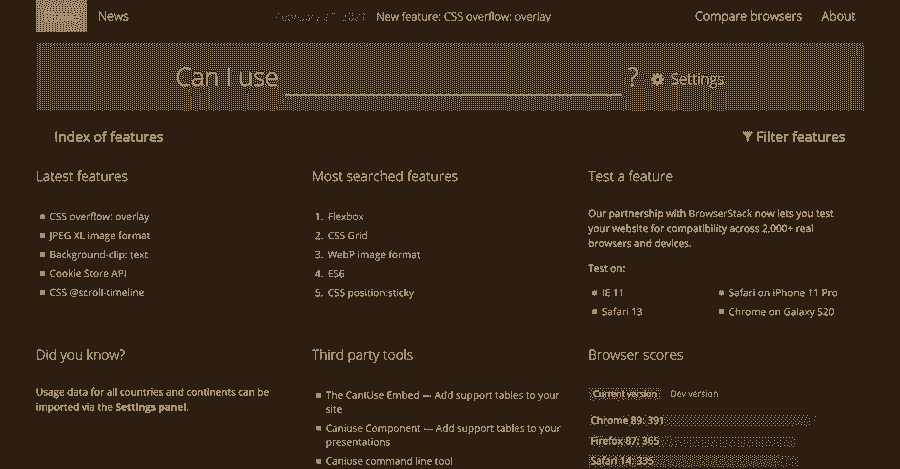 News
New feature: CSS overflow: overlay
Compare browsers
About
Can I use
?
Settings
Index of features
Filter features
Latest features
CSS overflow: overlay
JPEG XL image format
Background-clip: text
Cookie Store API
CSS @scroll-timeline
Most searched features
1. Flexbox
2. CSS Grid
3. WebP image format
4. ES6
5. CSS position:sticky
Test a feature
Our partnership with BrowserStack now lets you test
your website for compatibility across 2,000+ real
browsers and devices.
Test on:
IE 11
Safari on iPhone 11 Pro
Safari 13
Chrome on Galaxy S20
Did you know?
Usage data for all countries and continents can be
imported via the Settings panel.
Third party tools
The CanIUse Embed — Add support tables to your
site
Caniuse Component — Add support tables to your
presentations
Caniuse command line tool
Browser scores
Current version
Dev version
Chrome 89: 391
Firefox 87: 365
Safari 14: 335